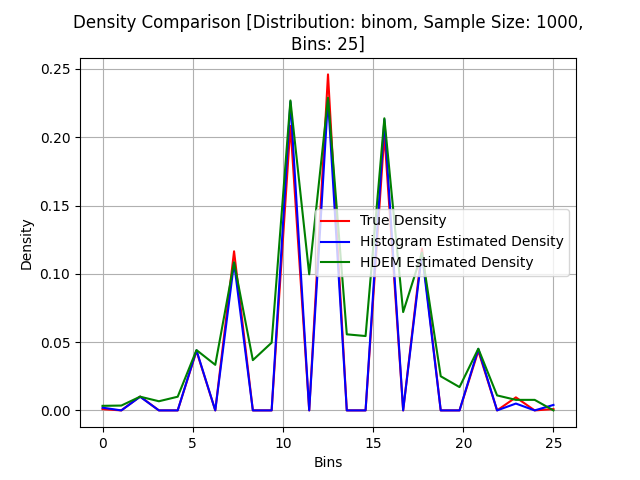 Density Comparison [Distribution: binom, Sample Size: 1000,
Bins: 25]
0.25
0.20
0.15
0.10
0.05
0.00
Density
True Density
Histogram Estimated Density
HDEM Estimated Density
0 5 10 15 20 25
Bins